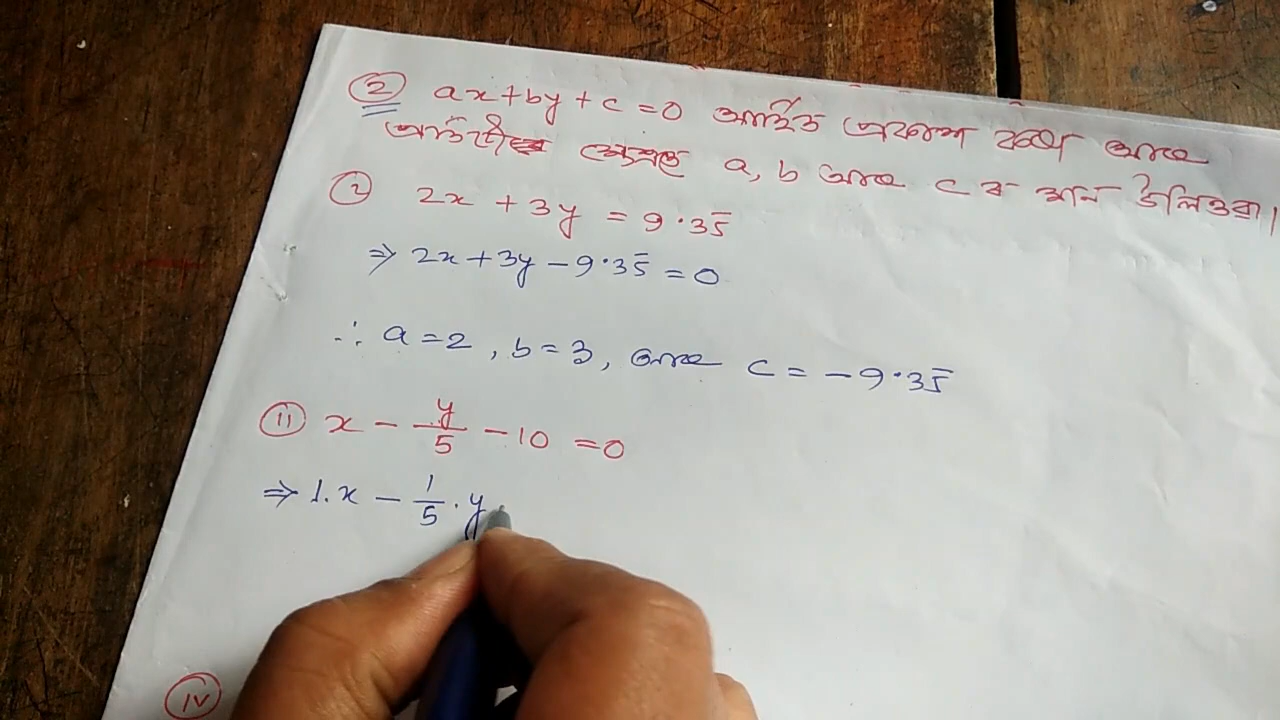 ② ax+by+c=0 আৰ্হিত প্ৰকাশ কৰা আৰু
প্ৰতিটো ক্ষেত্ৰতে a, b আৰু c ৰ মান উলিওৱা।
ⓘ 2x + 3y = 9.35̅
⇒ 2x+3y-9.35̅ = 0
∴ a=2, b=3, আৰু c = -9.35̅
ⓘⓘ x - y/5 - 10 = 0
⇒ 1.x - 1/5 . y
ⓘⓥ